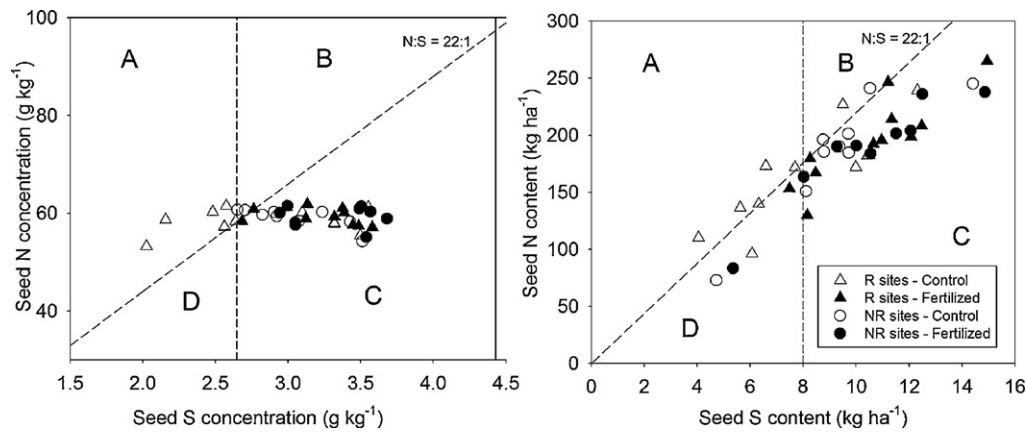 100
80
60
40
Seed N concentration (g kg⁻¹)
A
B
N:S = 22:1
D
C
1.5
2.0
2.5
3.0
3.5
4.0
4.5
Seed S concentration (g kg⁻¹)
300
250
200
150
100
50
0
Seed N content (kg ha⁻¹)
A
B
N:S = 22:1
C
D
R sites - Control
R sites - Fertilized
NR sites - Control
NR sites - Fertilized
0
2
4
6
8
10
12
14
16
Seed S content (kg ha⁻¹)